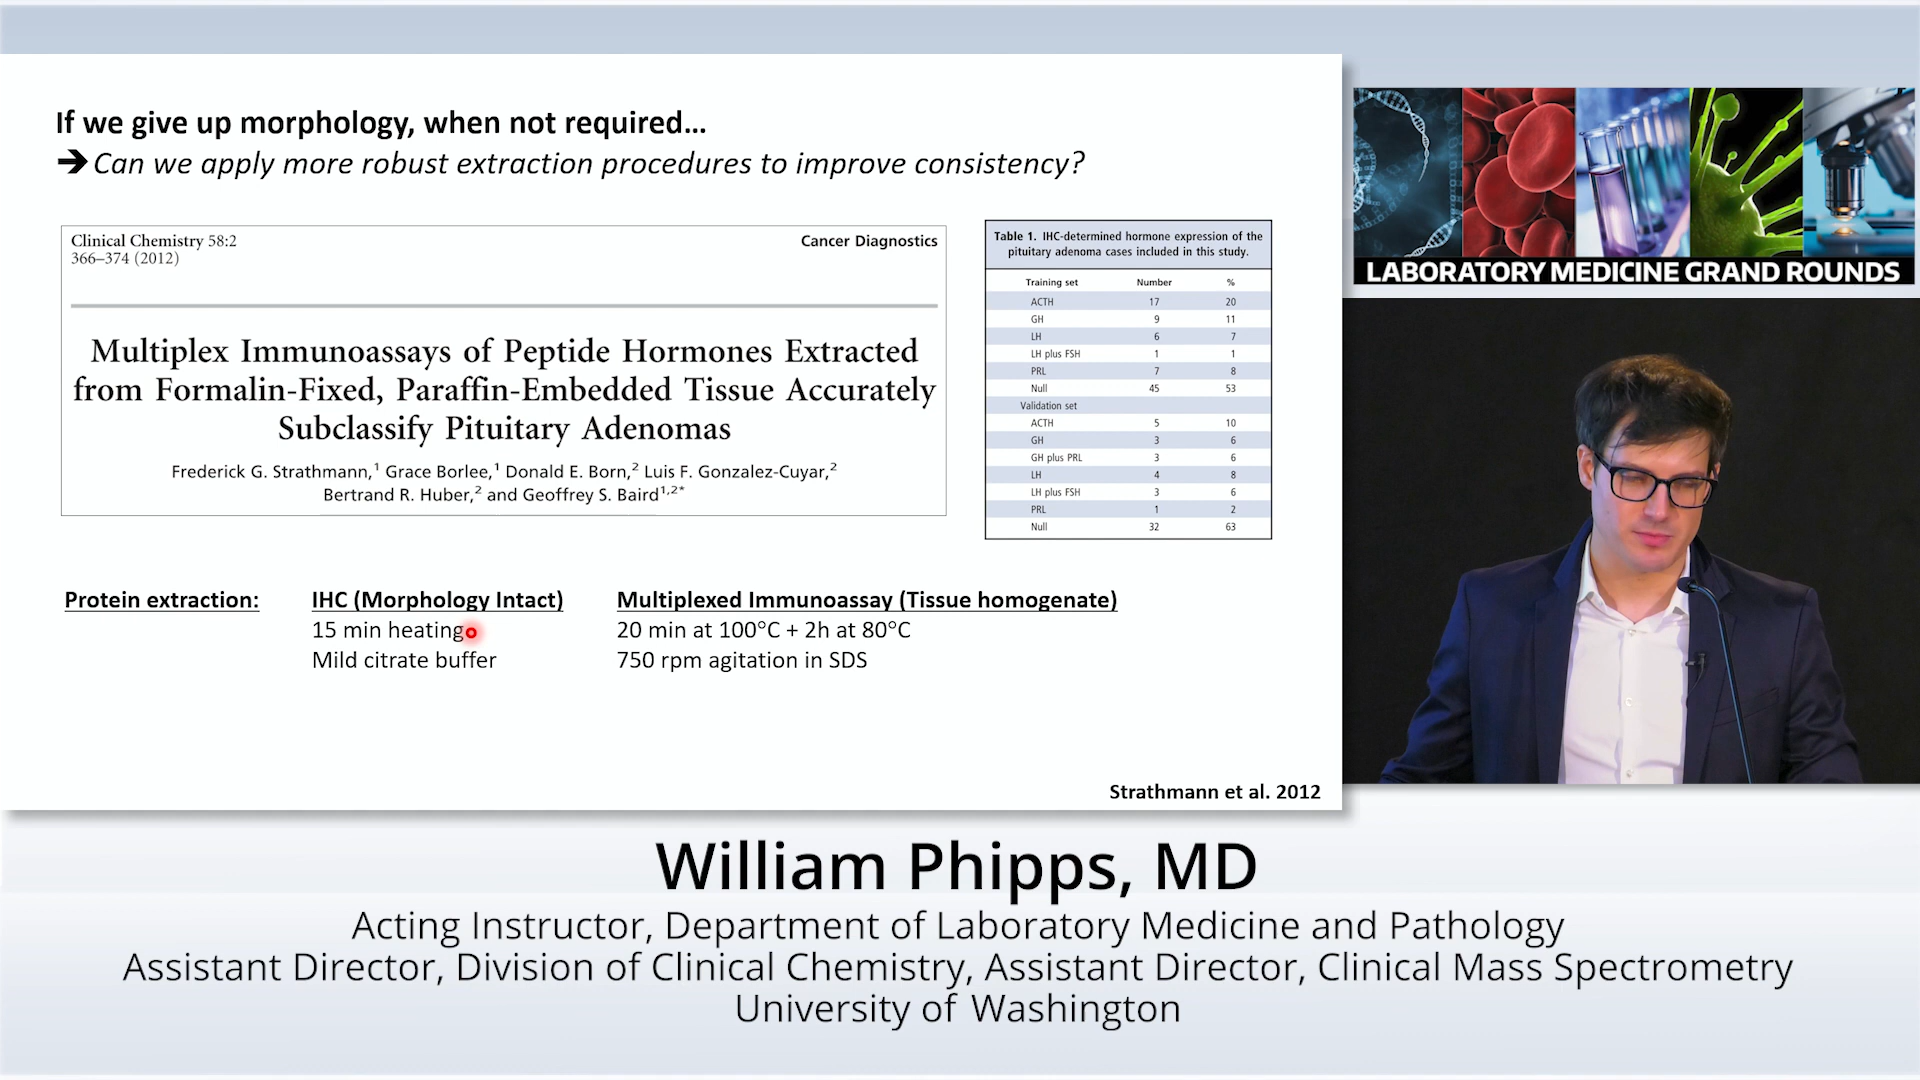 If we give up morphology, when not required...
➔ Can we apply more robust extraction procedures to improve consistency?
Clinical Chemistry 58:2
366–374 (2012)
Cancer Diagnostics
Multiplex Immunoassays of Peptide Hormones Extracted
from Formalin-Fixed, Paraffin-Embedded Tissue Accurately
Subclassify Pituitary Adenomas
Frederick G. Strathmann,1 Grace Borlee,1 Donald E. Born,2 Luis F. Gonzalez-Cuyar,2
Bertrand R. Huber,2 and Geoffrey S. Baird1,2*
Table 1. IHC-determined hormone expression of the
pituitary adenoma cases included in this study.
Training set Number %
ACTH 17 20
GH 9 11
LH 6 7
LH plus FSH 1 1
PRL 7 8
Null 45 53
Validation set
ACTH 5 10
GH 3 6
GH plus PRL 3 6
LH 4 8
LH plus FSH 3 6
PRL 1 2
Null 32 63
Protein extraction: IHC (Morphology Intact) Multiplexed Immunoassay (Tissue homogenate)
15 min heating 20 min at 100°C + 2h at 80°C
Mild citrate buffer 750 rpm agitation in SDS
Strathmann et al. 2012
LABORATORY MEDICINE GRAND ROUNDS
William Phipps, MD
Acting Instructor, Department of Laboratory Medicine and Pathology
Assistant Director, Division of Clinical Chemistry, Assistant Director, Clinical Mass Spectrometry
University of Washington